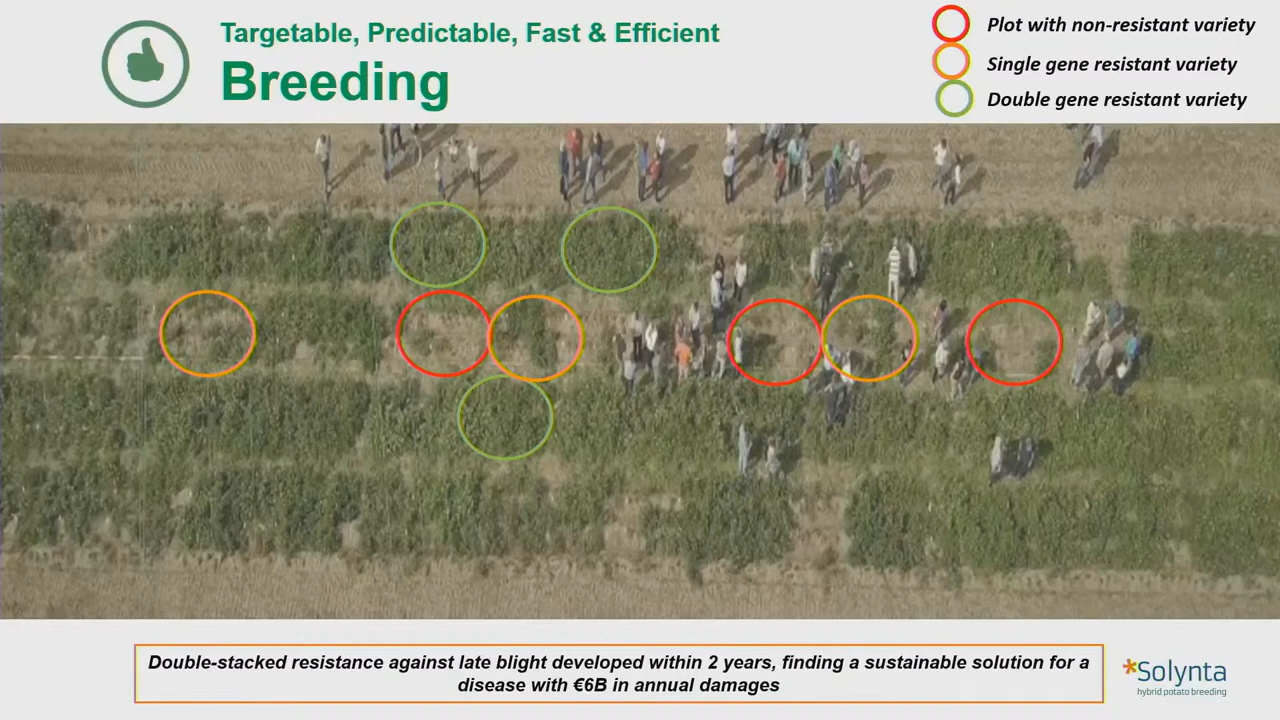 Targetable, Predictable, Fast & Efficient
Breeding
Plot with non-resistant variety
Single gene resistant variety
Double gene resistant variety
Double-stacked resistance against late blight developed within 2 years, finding a sustainable solution for a
disease with €6B in annual damages
Solynta
hybrid potato breeding